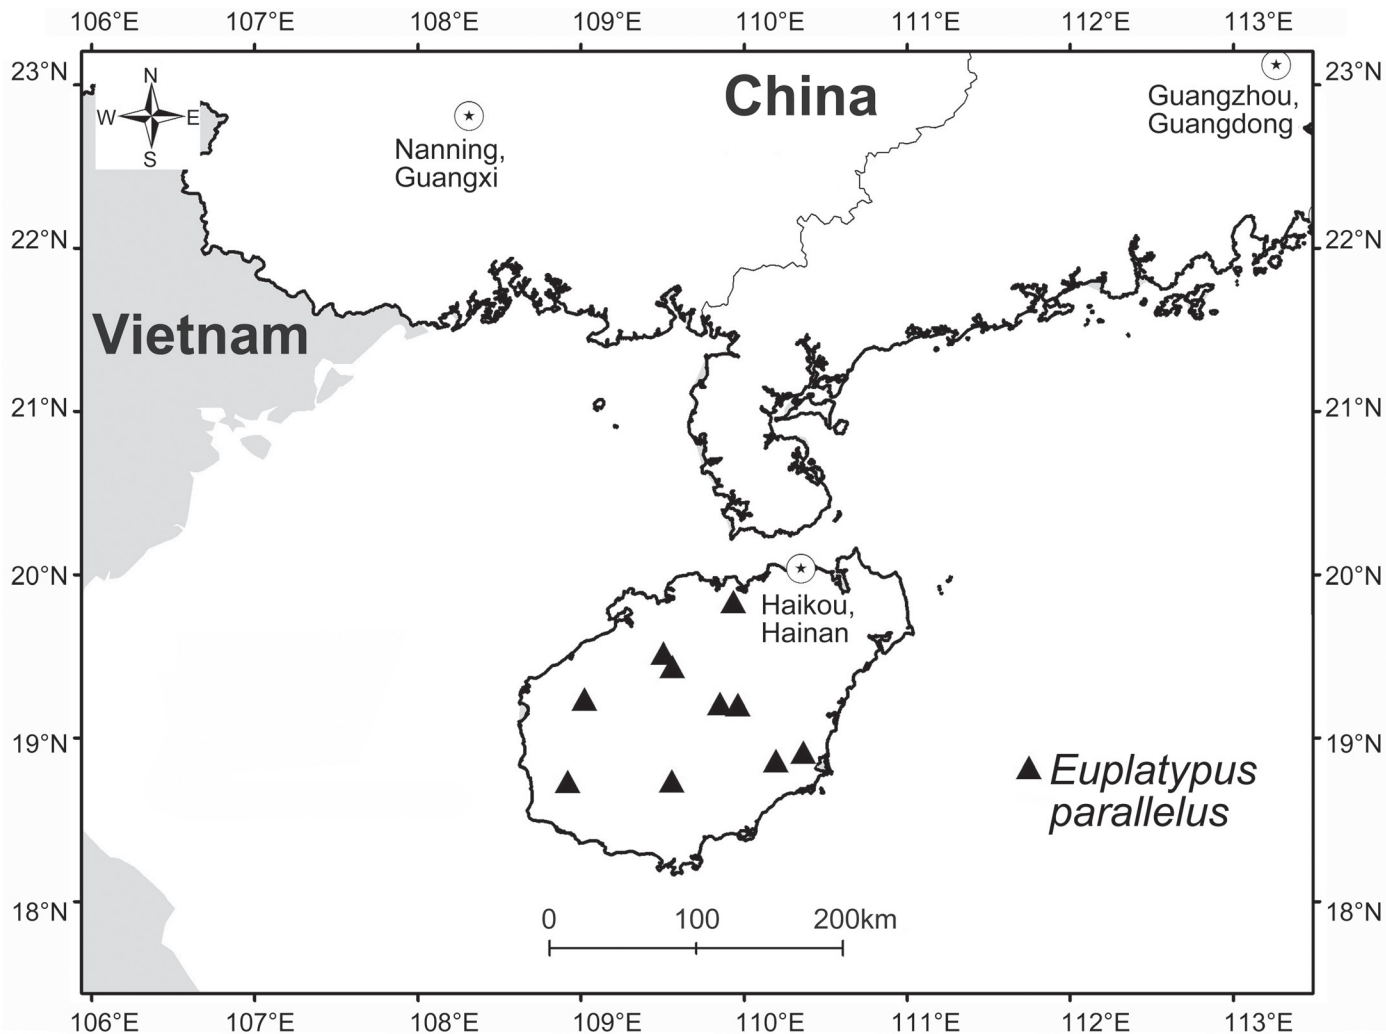 106°E 107°E 108°E 109°E 110°E 111°E 112°E 113°E
23°N 23°N
N
W E
S
China
Guangzhou,
Guangdong
Nanning,
Guangxi
22°N 22°N
Vietnam
21°N 21°N
20°N 20°N
Haikou,
Hainan
19°N 19°N
Euplatypus
parallelus
18°N 18°N
0 100 200km
106°E 107°E 108°E 109°E 110°E 111°E 112°E 113°E